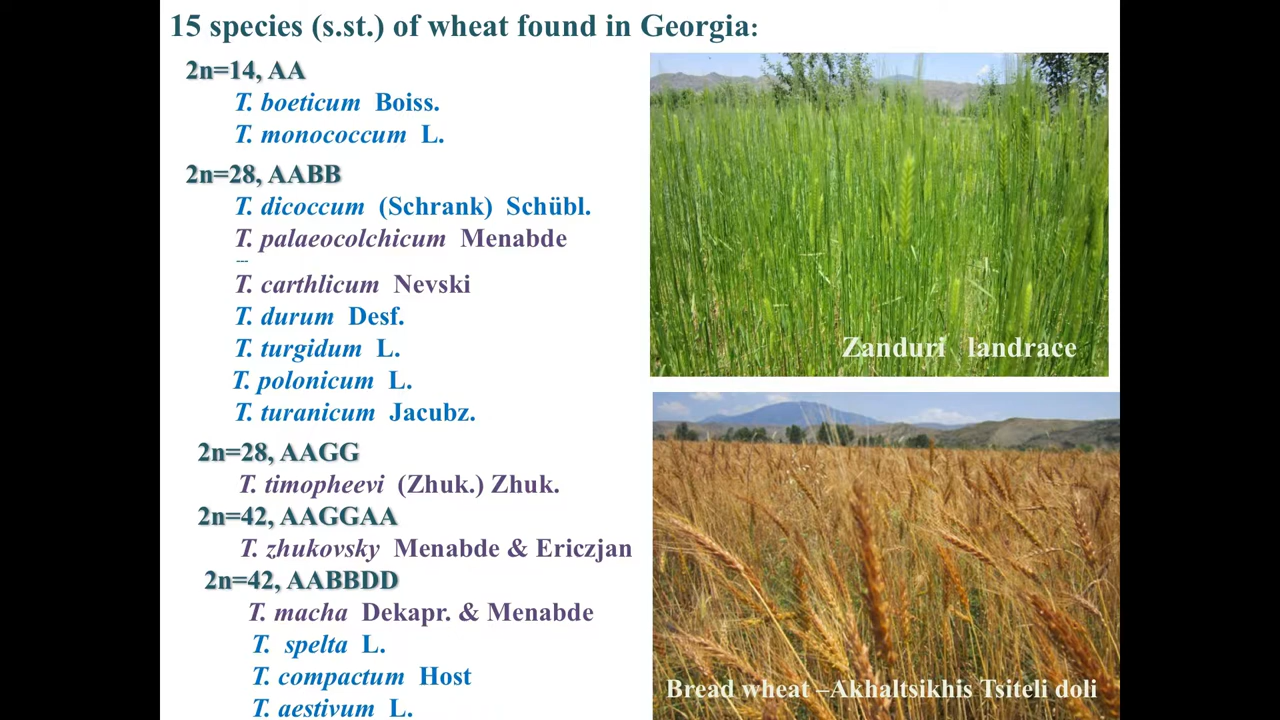 15 species (s.st.) of wheat found in Georgia:
2n=14, AA
T. boeticum Boiss.
T. monococcum L.
2n=28, AABB
T. dicoccum (Schrank) Schübl.
T. palaeocolchicum Menabde
---
T. carthlicum Nevski
T. durum Desf.
T. turgidum L.
T. polonicum L.
T. turanicum Jacubz.
2n=28, AAGG
T. timopheevi (Zhuk.) Zhuk.
2n=42, AAGGAA
T. zhukovsky Menabde & Ericzjan
2n=42, AABBDD
T. macha Dekapr. & Menabde
T. spelta L.
T. compactum Host
T. aestivum L.
Zanduri landrace
Bread wheat –Akhaltsikhis Tsiteli doli